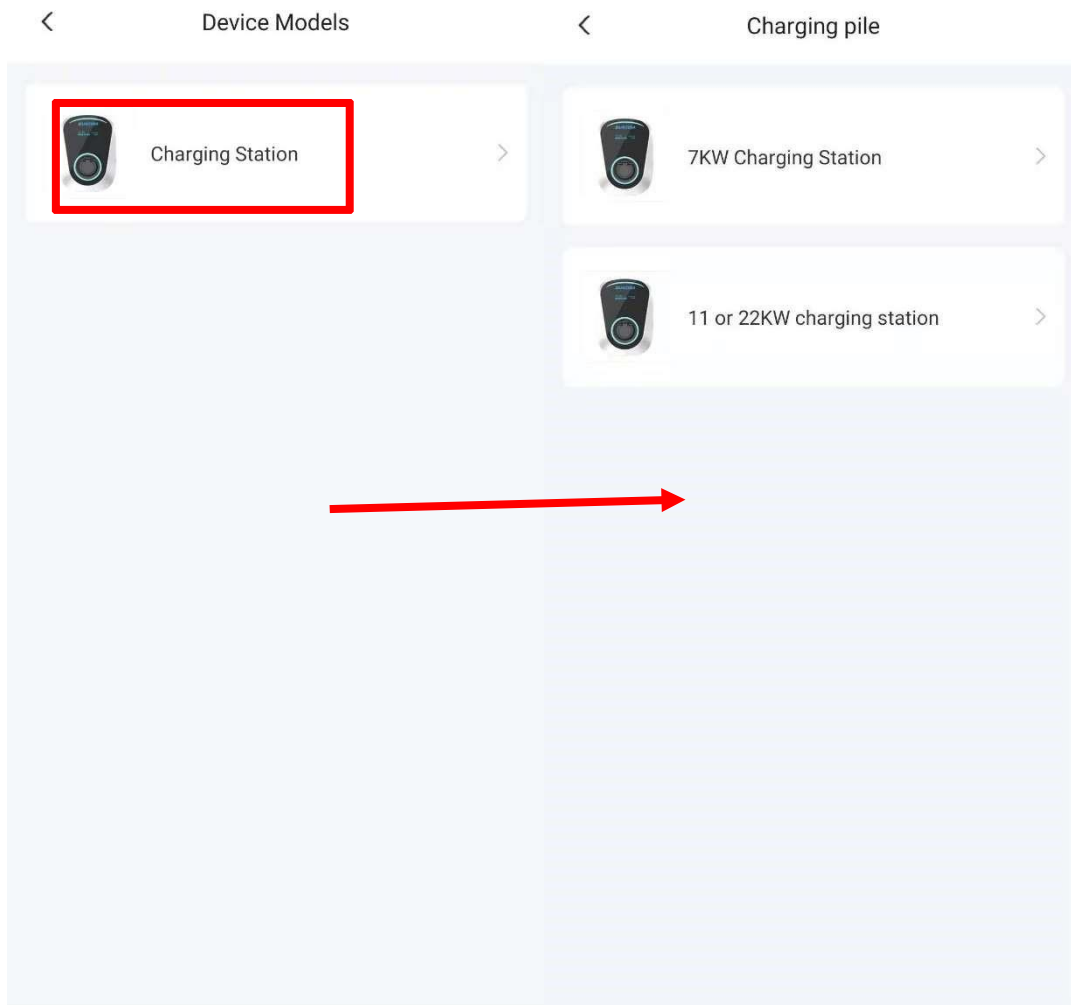 Device Models
Charging Station
Charging pile
7KW Charging Station
11 or 22KW charging station